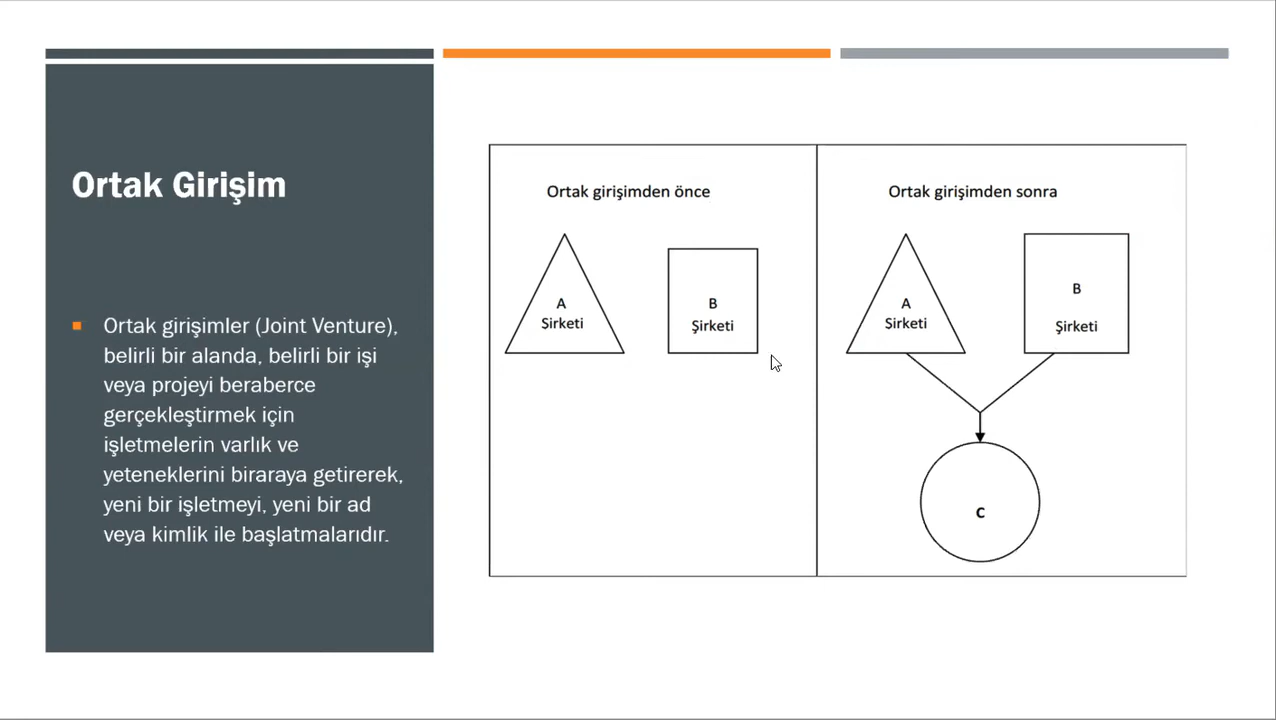 Ortak Girişim
Ortak girişimler (Joint Venture),
belirli bir alanda, belirli bir işi
veya projeyi beraberce
gerçekleştirmek için
işletmelerin varlık ve
yeteneklerini biraraya getirerek,
yeni bir işletmeyi, yeni bir ad
veya kimlik ile başlatmalarıdır.
Ortak girişimden önce
A
Şirketi
B
Şirketi
Ortak girişimden sonra
A
Şirketi
B
Şirketi
C